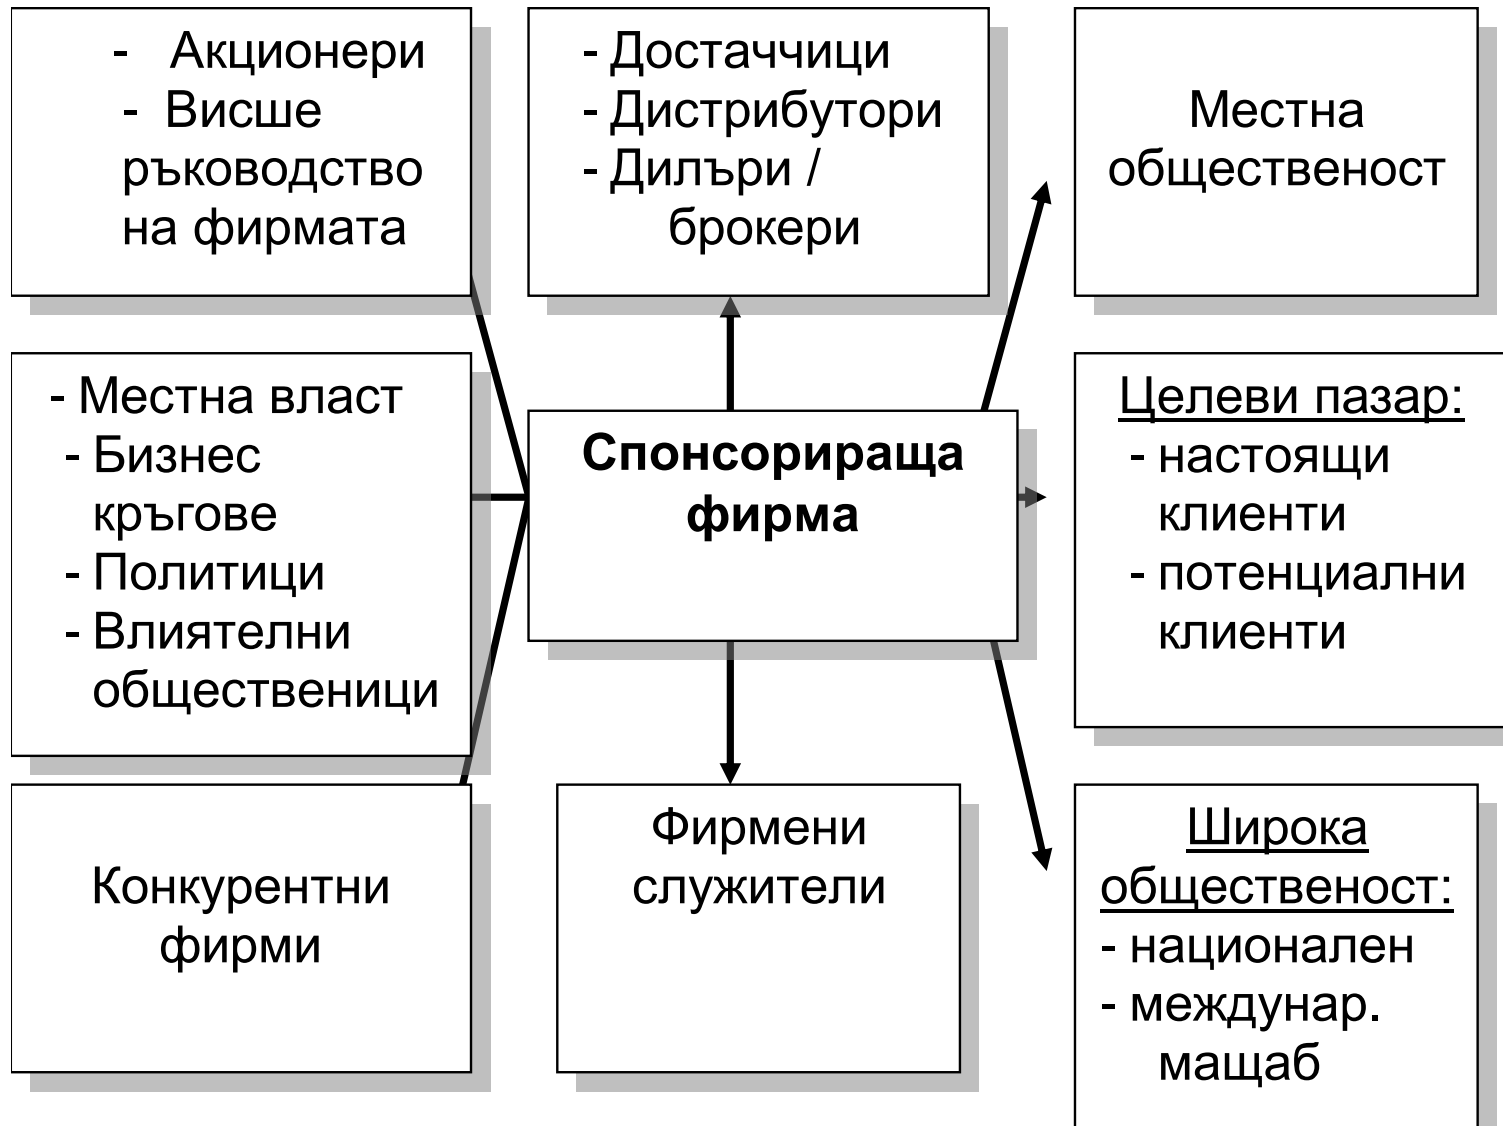 - Акционери
- Висше
ръководство
на фирмата
- Достаччици
- Дистрибутори
- Дилъри /
брокери
Местна
общественост
- Местна власт
- Бизнес
кръгове
- Политици
- Влиятелни
общественици
Спонсорираща
фирма
Целеви пазар:
- настоящи
клиенти
- потенциални
клиенти
Конкурентни
фирми
Фирмени
служители
Широка
общественост:
- национален
- междунар.
мащаб